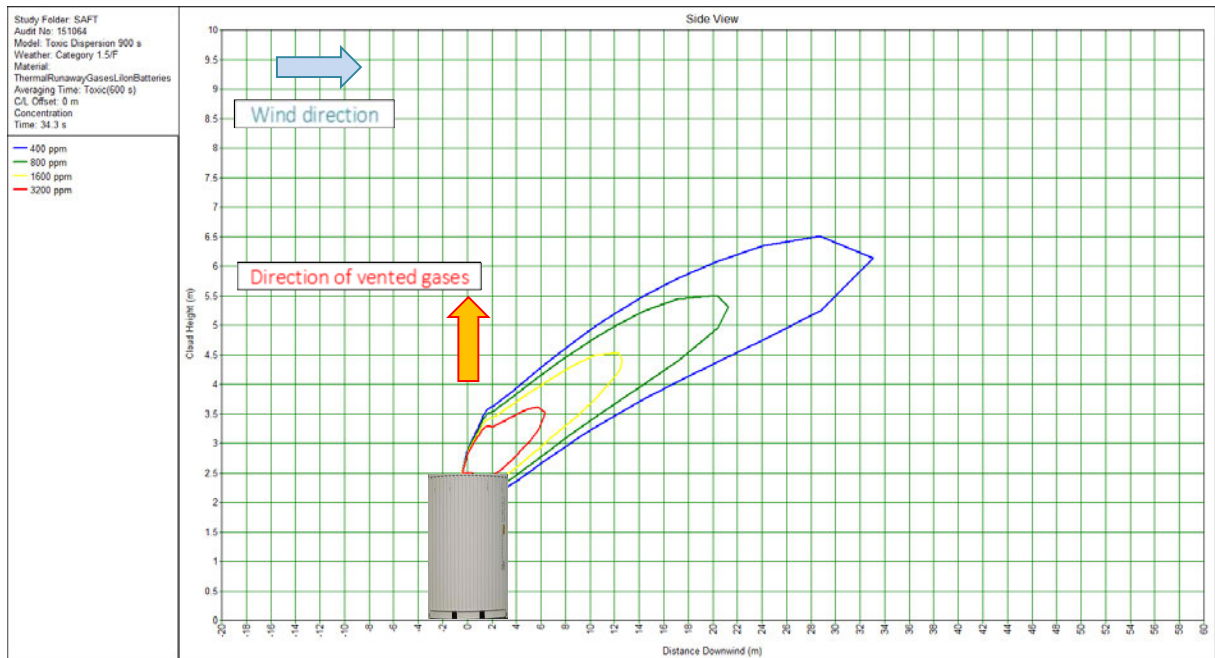 Study Folder: SAFT
Audit No: 151064
Model: Toxic Dispersion 900 s
Weather: Category 1.5/F
Material:
ThermalRunawayGasesLiIonBatteries
Averaging Time: Toxic(600 s)
C/L Offset: 0 m
Concentration
Time: 34.3 s
400 ppm
800 ppm
1600 ppm
3200 ppm
Side View
Wind direction
Direction of vented gases
Cloud Height (m)
10
9.5
9
8.5
8
7.5
7
6.5
6
5.5
5
4.5
4
3.5
3
2.5
2
1.5
1
0.5
0
-20 -18 -16 -14 -12 -10 -8 -6 -4 -2 0 2 4 6 8 10 12 14 16 18 20 22 24 26 28 30 32 34 36 38 40 42 44 46 48 50 52 54 56 58 60
Distance Downwind (m)